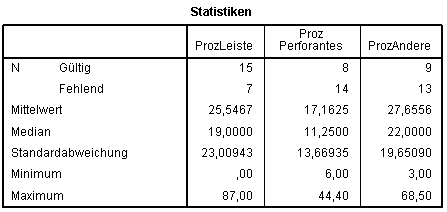 Statistiken
ProzLeiste Proz Perforantes ProzAndere
N Gültig 15 8 9
Fehlend 7 14 13
Mittelwert 25,5467 17,1625 27,6556
Median 19,0000 11,2500 22,0000
Standardabweichung 23,00943 13,66935 19,65090
Minimum ,00 6,00 3,00
Maximum 87,00 44,40 68,50